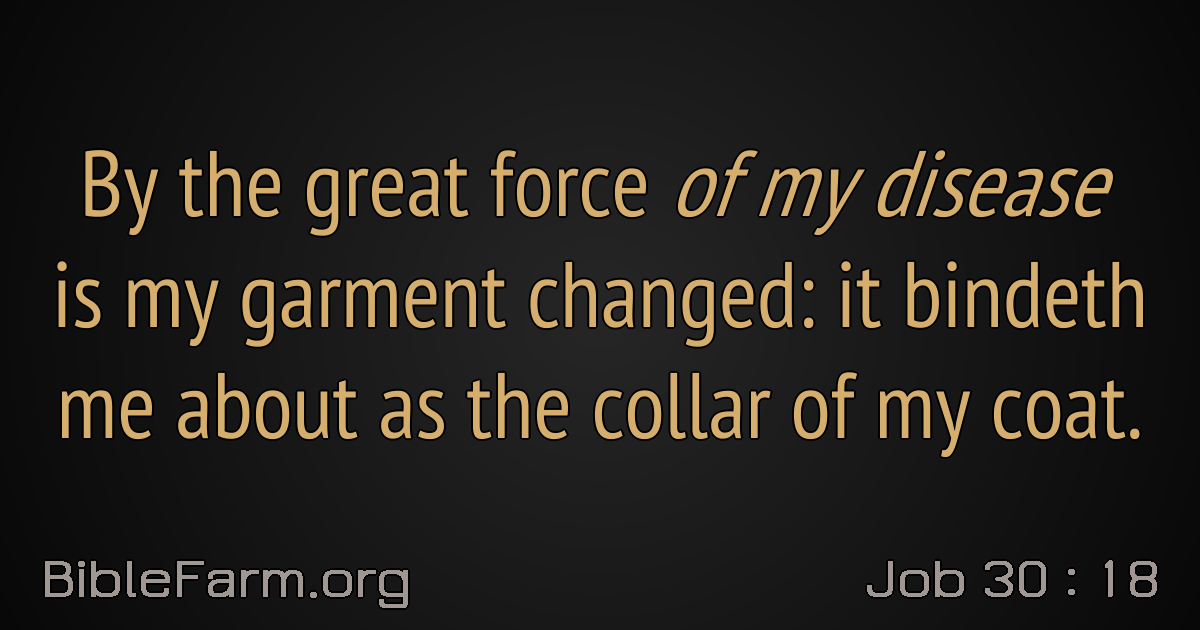 By the great force of my disease
is my garment changed: it bindeth
me about as the collar of my coat.
BibleFarm.org
Job 30 : 18